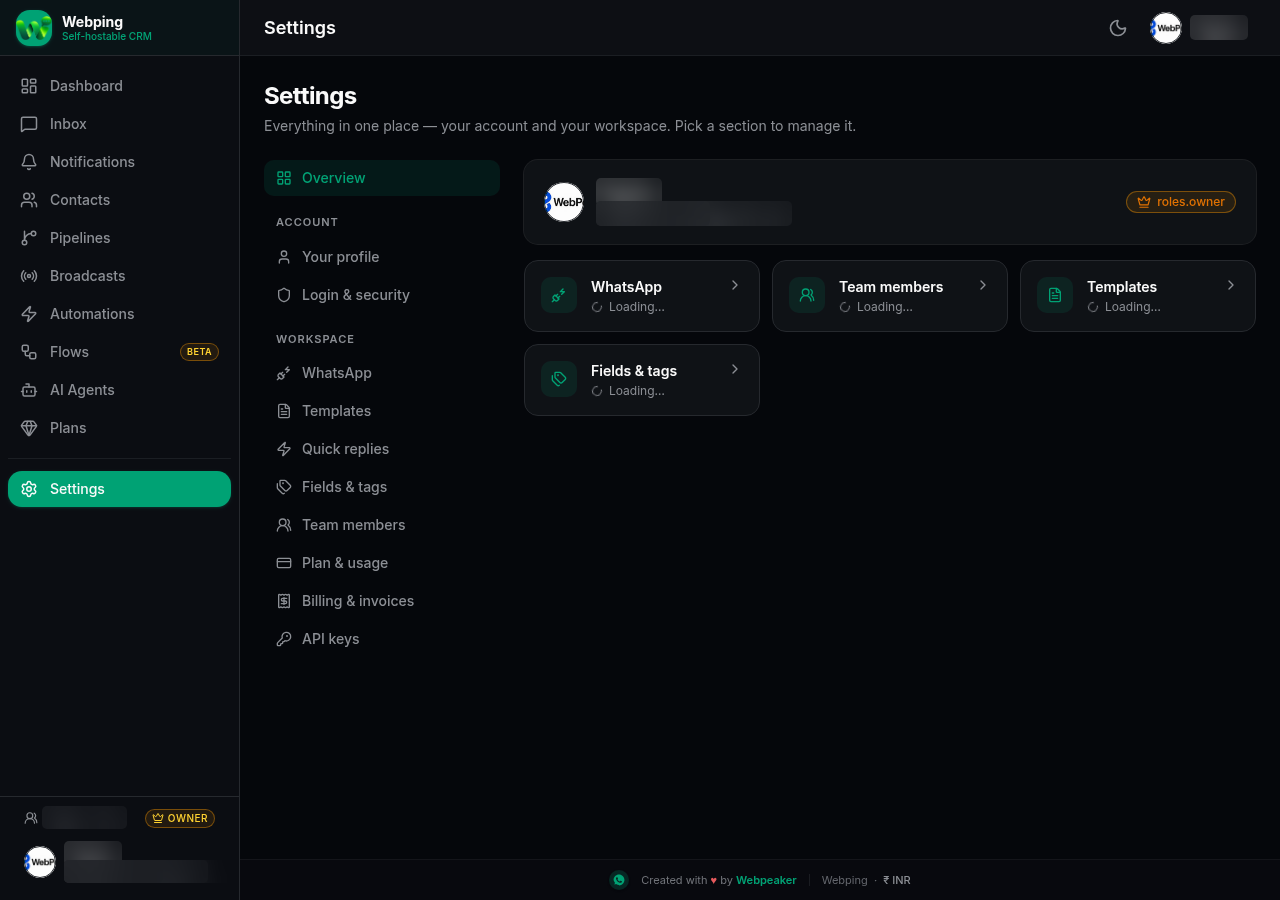 Webping
Self-hostable CRM
Dashboard
Inbox
Notifications
Contacts
Pipelines
Broadcasts
Automations
Flows BETA
AI Agents
Plans
Settings
OWNER
WebP
Settings
WebP
Settings
Everything in one place — your account and your workspace. Pick a section to manage it.
Overview
ACCOUNT
Your profile
Login & security
WORKSPACE
WhatsApp
Templates
Quick replies
Fields & tags
Team members
Plan & usage
Billing & invoices
API keys
WebP
roles.owner
WhatsApp
Loading...
Team members
Loading...
Templates
Loading...
Fields & tags
Loading...
Created with ♥ by Webpeaker
Webping · ₹ INR